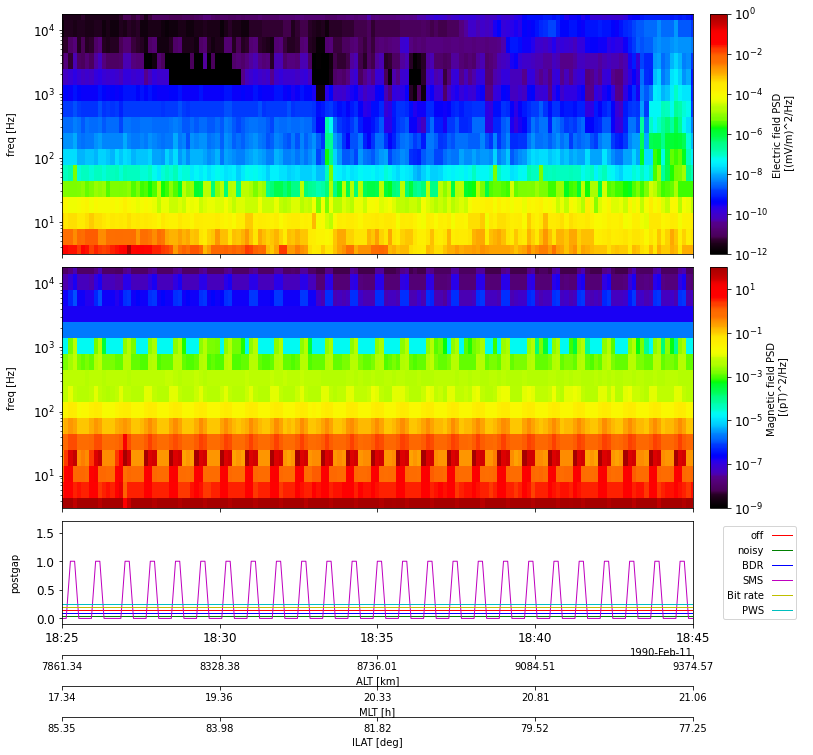 10^4
10^3
10^2
10^1
freq [Hz]
10^0
10^−2
10^−4
10^−6
10^−8
10^−10
10^−12
Electric field PSD
[(mV/m)^2/Hz]
10^4
10^3
10^2
10^1
freq [Hz]
10^1
10^−1
10^−3
10^−5
10^−7
10^−9
Magnetic field PSD
[(pT)^2/Hz]
1.5
1.0
0.5
0.0
postgap
off
noisy
BDR
SMS
Bit rate
PWS
18:25 18:30 18:35 18:40 18:45
1990-Feb-11
7861.34 8328.38 8736.01 9084.51 9374.57
ALT [km]
17.34 19.36 20.33 20.81 21.06
MLT [h]
85.35 83.98 81.82 79.52 77.25
ILAT [deg]